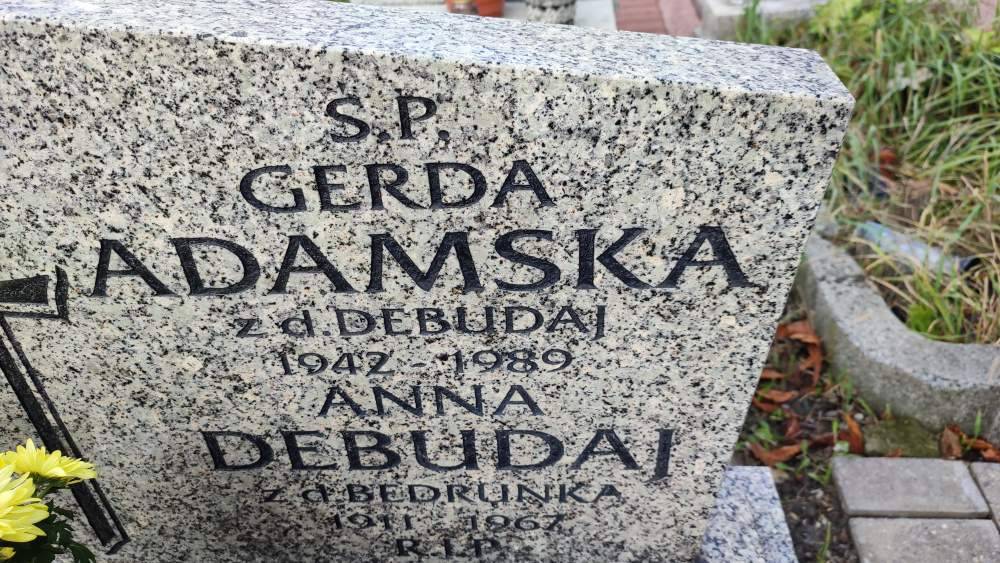 S.P.
GERDA
ADAMSKA
z d. DEBUDAJ
1942 - 1989
ANNA
DEBUDAJ
z d. BEDRUNKA
1911 - 1967
R.I.P.